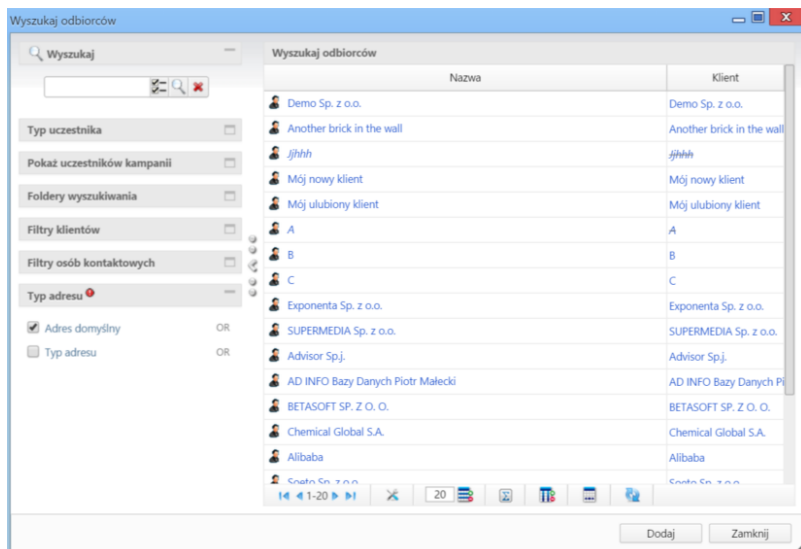 Wyszukaj odbiorców
Wyszukaj
Typ uczestnika
Pokaż uczestników kampanii
Foldery wyszukiwania
Filtry klientów
Filtry osób kontaktowych
Typ adresu
Adres domyślny OR
Typ adresu OR
Wyszukaj odbiorców
Nazwa Klient
Demo Sp. z o.o. Demo Sp. z o.o.
Another brick in the wall Another brick in the wall
Jjhhh Jjhhh
Mój nowy klient Mój nowy klient
Mój ulubiony klient Mój ulubiony klient
A A
B B
C C
Exponenta Sp. z o.o. Exponenta Sp. z o.o.
SUPERMEDIA Sp. z o.o. SUPERMEDIA Sp. z o.o.
Advisor Sp.j. Advisor Sp.j.
AD INFO Bazy Danych Piotr Małecki AD INFO Bazy Danych Pi
BETASOFT SP. Z O. O. BETASOFT SP. Z O. O.
Chemical Global S.A. Chemical Global S.A.
Alibaba Alibaba
Soeto Sp. z o.o. Soeto Sp. z o.o.
1-20 20
Dodaj Zamknij